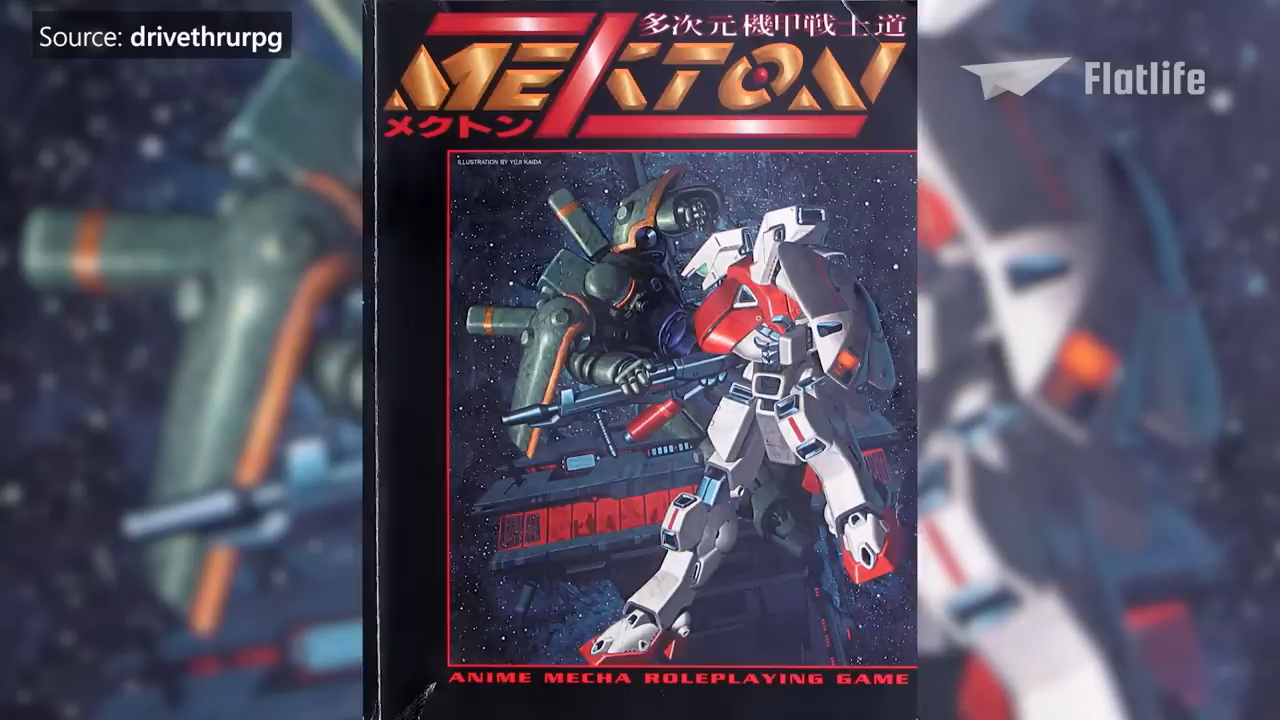 Source: drivethrurpg
Flatlife
多次元機甲戦士道
MEKTON
Z
メクトン
ILLUSTRATION BY YUJI KAIDA
ANIME MECHA ROLEPLAYING GAME